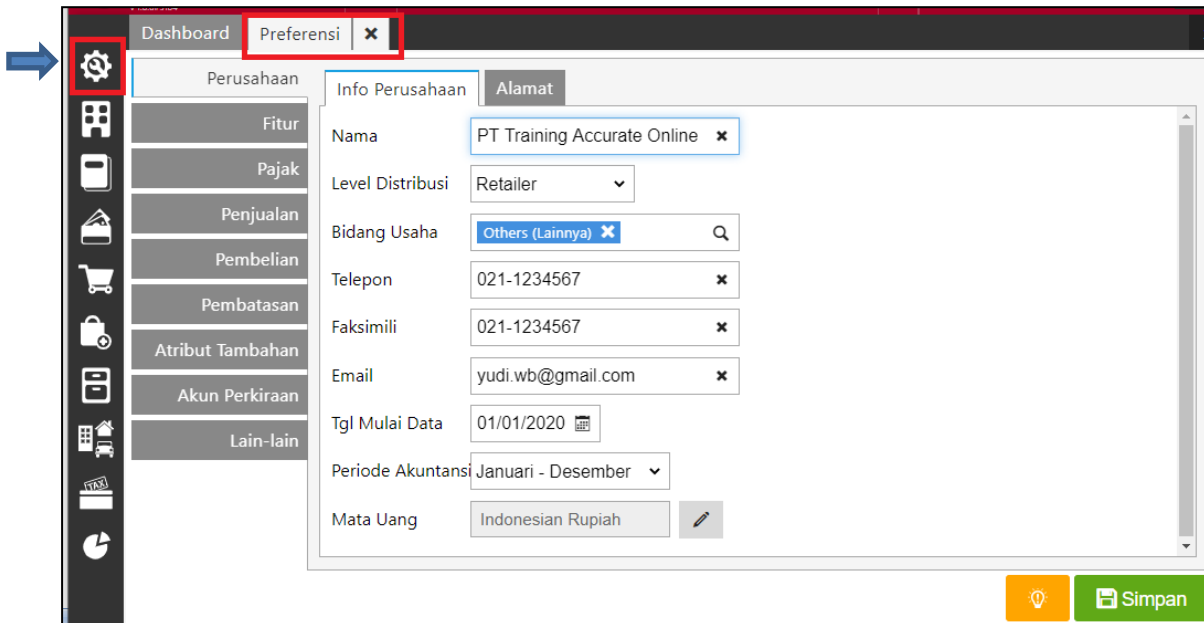 Dashboard
Preferensi
Perusahaan
Fitur
Pajak
Penjualan
Pembelian
Pembatasan
Atribut Tambahan
Akun Perkiraan
Lain-lain
TAX
Info Perusahaan
Alamat
Nama PT Training Accurate Online
Level Distribusi Retailer
Bidang Usaha Others (Lainnya)
Telepon 021-1234567
Faksimili 021-1234567
Email yudi.wb@gmail.com
Tgl Mulai Data 01/01/2020
Periode Akuntansi Januari - Desember
Mata Uang Indonesian Rupiah
Simpan